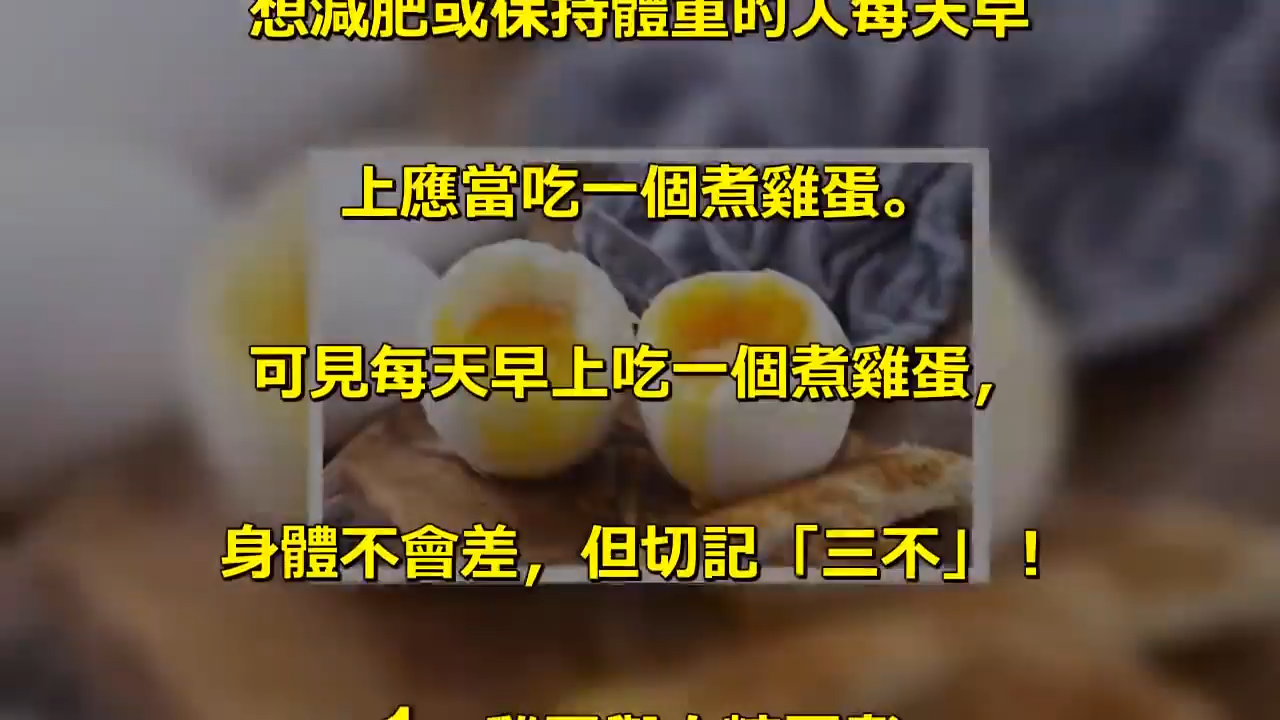 想減肥或保持體重的人每天早
上應當吃一個煮雞蛋。
可見每天早上吃一個煮雞蛋，
身體不會差，但切記「三不」！